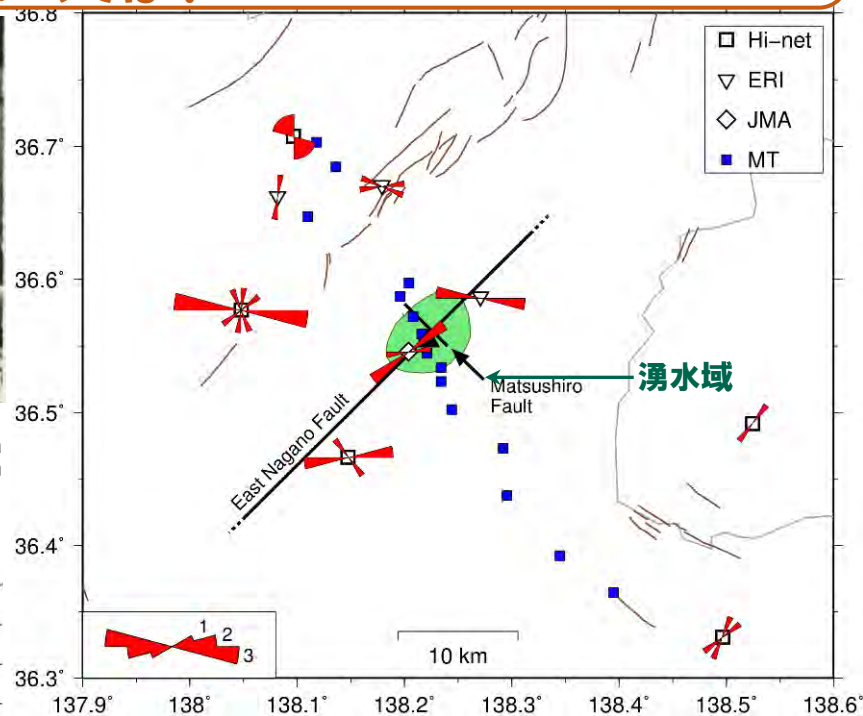 36.8
36.7°
36.6°
36.5°
36.4°
36.3°
137.9°
138°
138.1°
138.2°
138.3°
138.4°
138.5°
138.6°
Hi-net
ERI
JMA
MT
湧水域
Matsushiro
Fault
East Nagano Fault
1
2
3
10 km